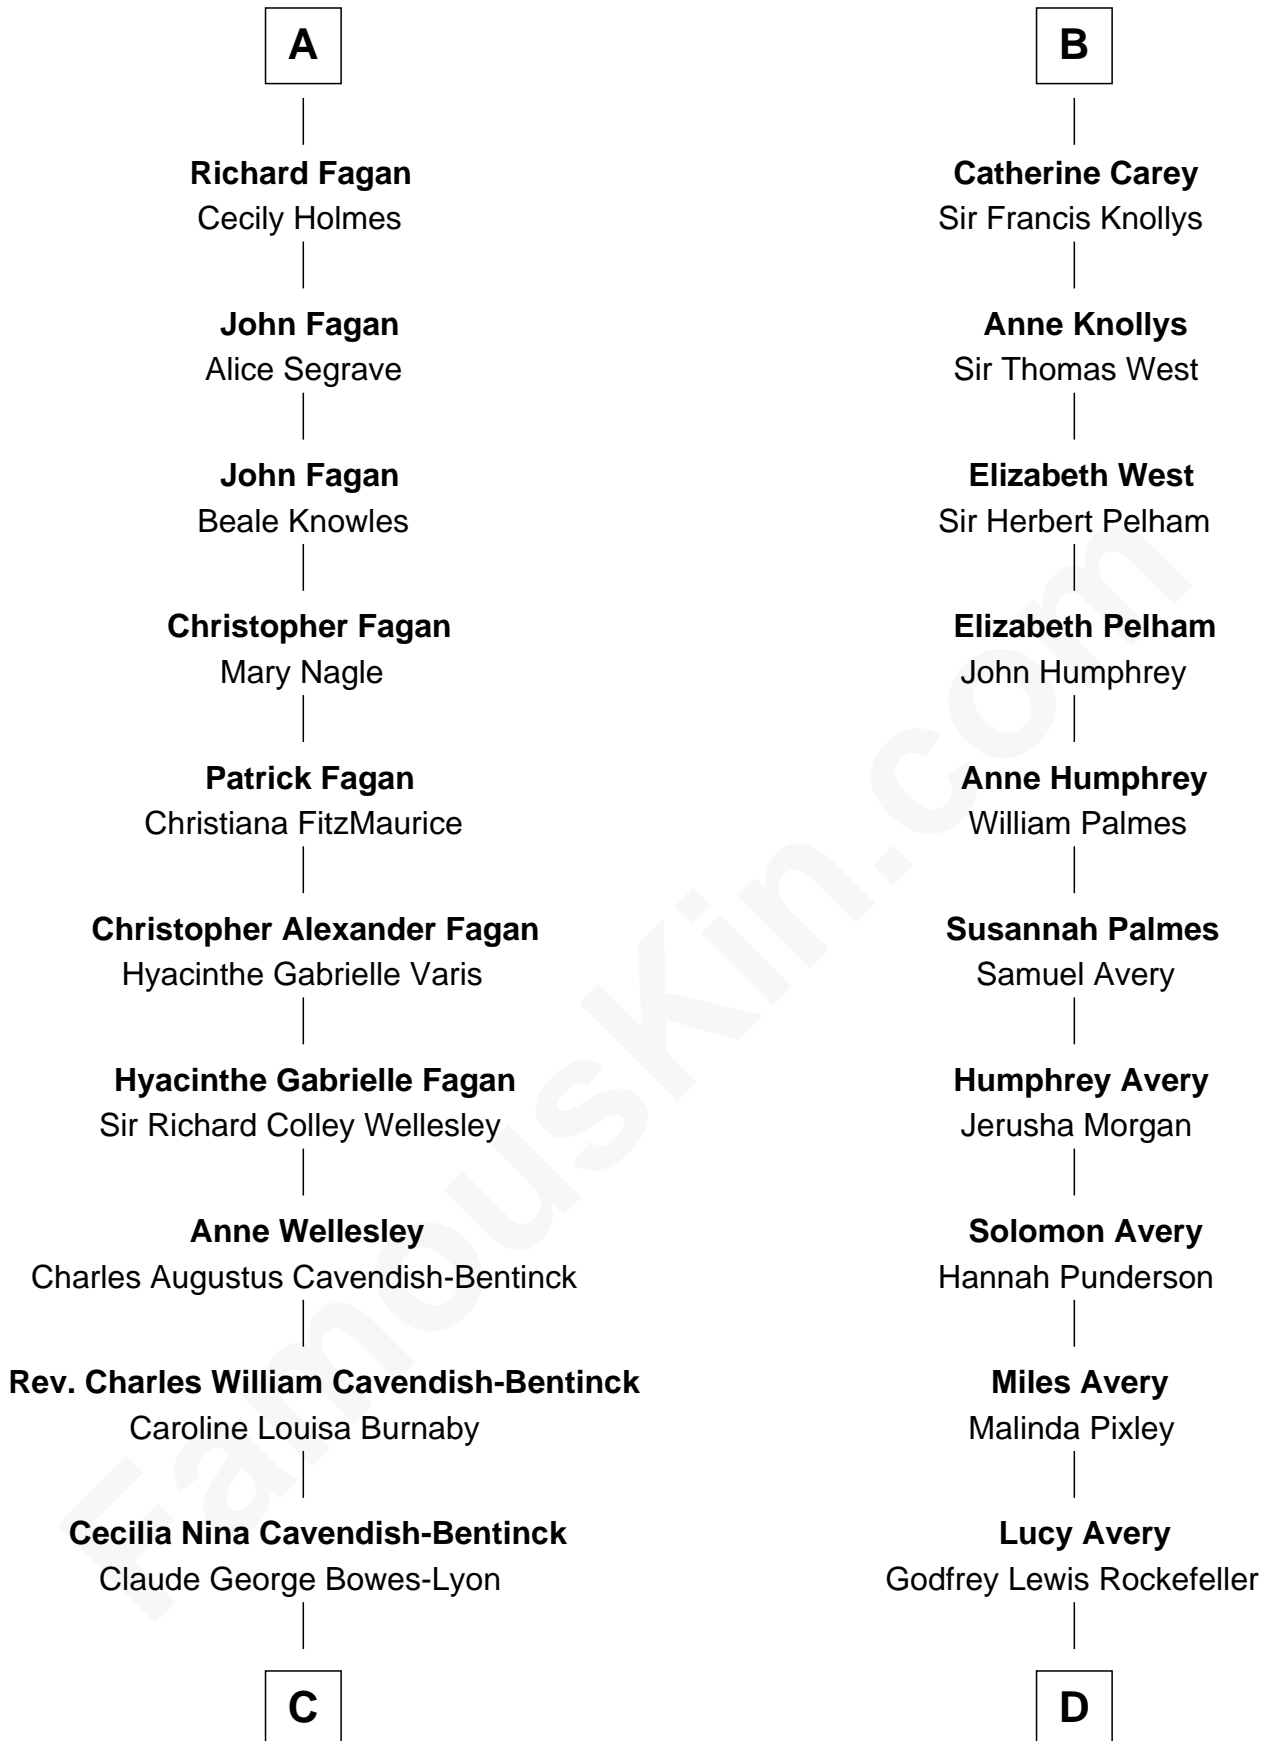 A
Richard Fagan
Cecily Holmes
John Fagan
Alice Segrave
John Fagan
Beale Knowles
Christopher Fagan
Mary Nagle
Patrick Fagan
Christiana FitzMaurice
Christopher Alexander Fagan
Hyacinthe Gabrielle Varis
Hyacinthe Gabrielle Fagan
Sir Richard Colley Wellesley
Anne Wellesley
Charles Augustus Cavendish-Bentinck
Rev. Charles William Cavendish-Bentinck
Caroline Louisa Burnaby
Cecilia Nina Cavendish-Bentinck
Claude George Bowes-Lyon
C
B
Catherine Carey
Sir Francis Knollys
Anne Knollys
Sir Thomas West
Elizabeth West
Sir Herbert Pelham
Elizabeth Pelham
John Humphrey
Anne Humphrey
William Palmes
Susannah Palmes
Samuel Avery
Humphrey Avery
Jerusha Morgan
Solomon Avery
Hannah Punderson
Miles Avery
Malinda Pixley
Lucy Avery
Godfrey Lewis Rockefeller
D
FamousKin.com